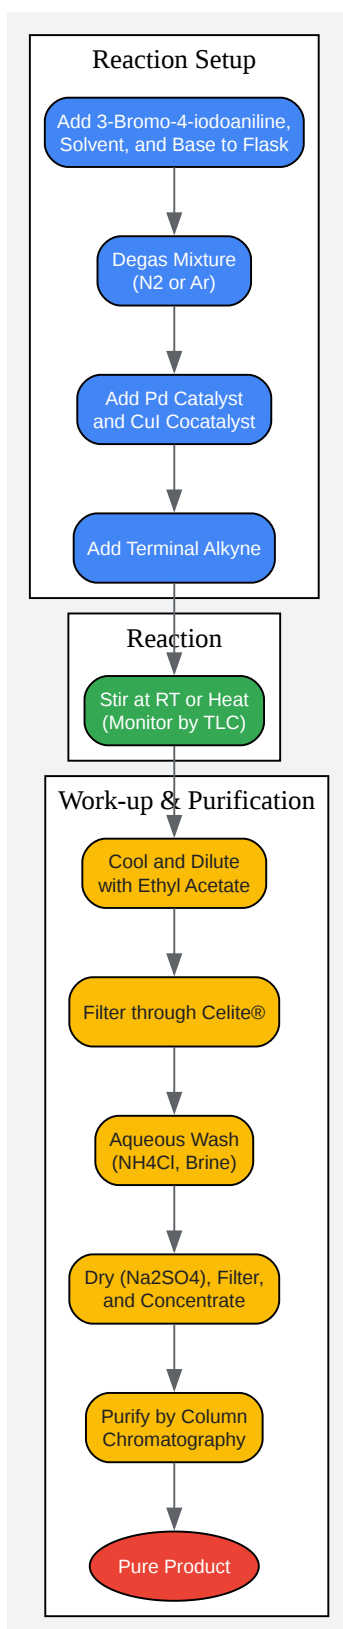 Reaction Setup
Add 3-Bromo-4-iodoaniline,
Solvent, and Base to Flask
Degas Mixture
(N2 or Ar)
Add Pd Catalyst
and CuI Cocatalyst
Add Terminal Alkyne
Reaction
Stir at RT or Heat
(Monitor by TLC)
Work-up & Purification
Cool and Dilute
with Ethyl Acetate
Filter through Celite®
Aqueous Wash
(NH4Cl, Brine)
Dry (Na2SO4), Filter,
and Concentrate
Purify by Column
Chromatography
Pure Product